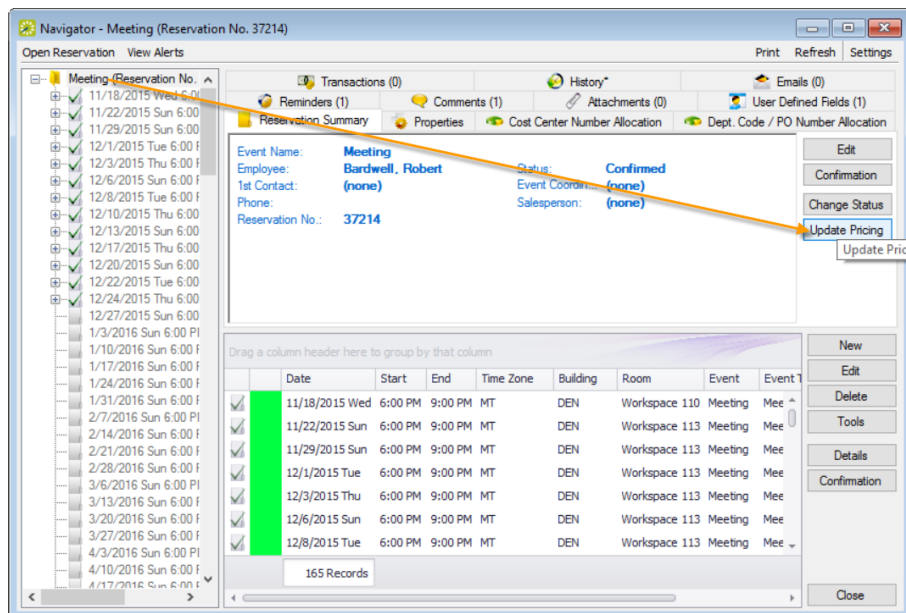 Navigator - Meeting (Reservation No. 37214)
Open Reservation View Alerts Print Refresh Settings
Meeting (Reservation No.
11/18/2015 Wed 6:00
11/22/2015 Sun 6:00
11/29/2015 Sun 6:00
12/1/2015 Tue 6:00 P
12/3/2015 Thu 6:00 P
12/6/2015 Sun 6:00 P
12/8/2015 Tue 6:00 P
12/10/2015 Thu 6:00
12/13/2015 Sun 6:00
12/17/2015 Thu 6:00
12/20/2015 Sun 6:00
12/22/2015 Tue 6:00
12/24/2015 Thu 6:00
12/27/2015 Sun 6:00
1/3/2016 Sun 6:00 PI
1/10/2016 Sun 6:00 F
1/17/2016 Sun 6:00 F
1/24/2016 Sun 6:00 F
1/31/2016 Sun 6:00 F
2/7/2016 Sun 6:00 PI
2/14/2016 Sun 6:00 F
2/21/2016 Sun 6:00 F
2/28/2016 Sun 6:00 F
3/6/2016 Sun 6:00 PI
3/13/2016 Sun 6:00 F
3/20/2016 Sun 6:00 F
3/27/2016 Sun 6:00 F
4/3/2016 Sun 6:00 PI
4/10/2016 Sun 6:00 F
4/17/2016 Sun 6:00 F
Transactions (0) History* Emails (0)
Reminders (1) Comments (1) Attachments (0) User Defined Fields (1)
Reservation Summary Properties Cost Center Number Allocation Dept. Code / PO Number Allocation
Event Name: Meeting
Employee: Bardwell, Robert Status: Confirmed
1st Contact: (none) Event Coordin... (none)
Phone: Salesperson: (none)
Reservation No.: 37214
Edit
Confirmation
Change Status
Update Pricing
Update Pric
Drag a column header here to group by that column
Date Start End Time Zone Building Room Event Event T
11/18/2015 Wed 6:00 PM 9:00 PM MT DEN Workspace 110 Meeting Mee
11/22/2015 Sun 6:00 PM 9:00 PM MT DEN Workspace 113 Meeting Mee
11/29/2015 Sun 6:00 PM 9:00 PM MT DEN Workspace 113 Meeting Mee
12/1/2015 Tue 6:00 PM 9:00 PM MT DEN Workspace 113 Meeting Mee
12/3/2015 Thu 6:00 PM 9:00 PM MT DEN Workspace 113 Meeting Mee
12/6/2015 Sun 6:00 PM 9:00 PM MT DEN Workspace 113 Meeting Mee
12/8/2015 Tue 6:00 PM 9:00 PM MT DEN Workspace 113 Meeting Mee
165 Records
New
Edit
Delete
Tools
Details
Confirmation
Close